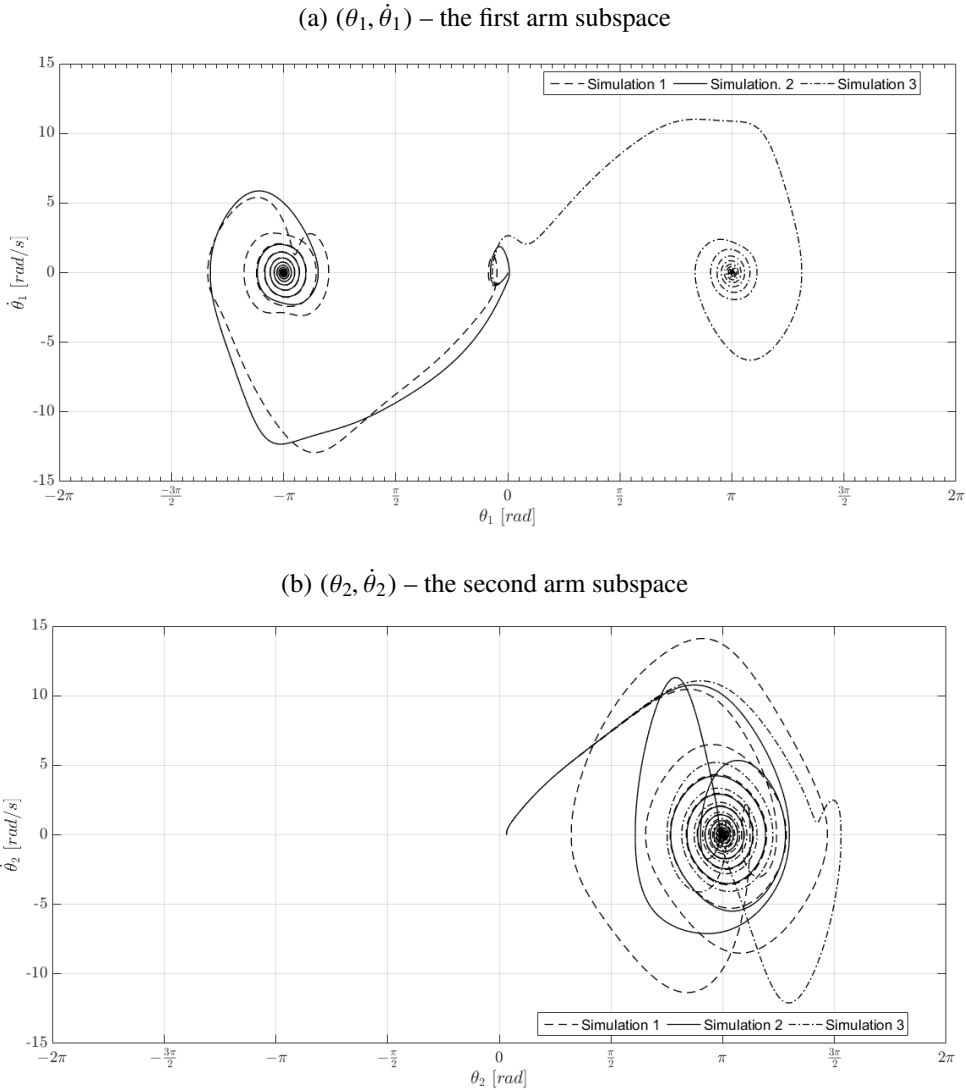 (a) (θ₁, θ̇₁) – the first arm subspace
15
Simulation 1 Simulation. 2 Simulation 3
10
5
0
-5
-10
-15
θ̇₁ [rad/s]
−2π −3π/2 −π π/2 0 π/2 π 3π/2 2π
θ₁ [rad]
(b) (θ₂, θ̇₂) – the second arm subspace
15
10
5
0
-5
-10
-15
θ̇₂ [rad/s]
Simulation 1 Simulation 2 Simulation 3
−2π −3π/2 −π −π/2 0 π/2 π 3π/2 2π
θ₂ [rad]